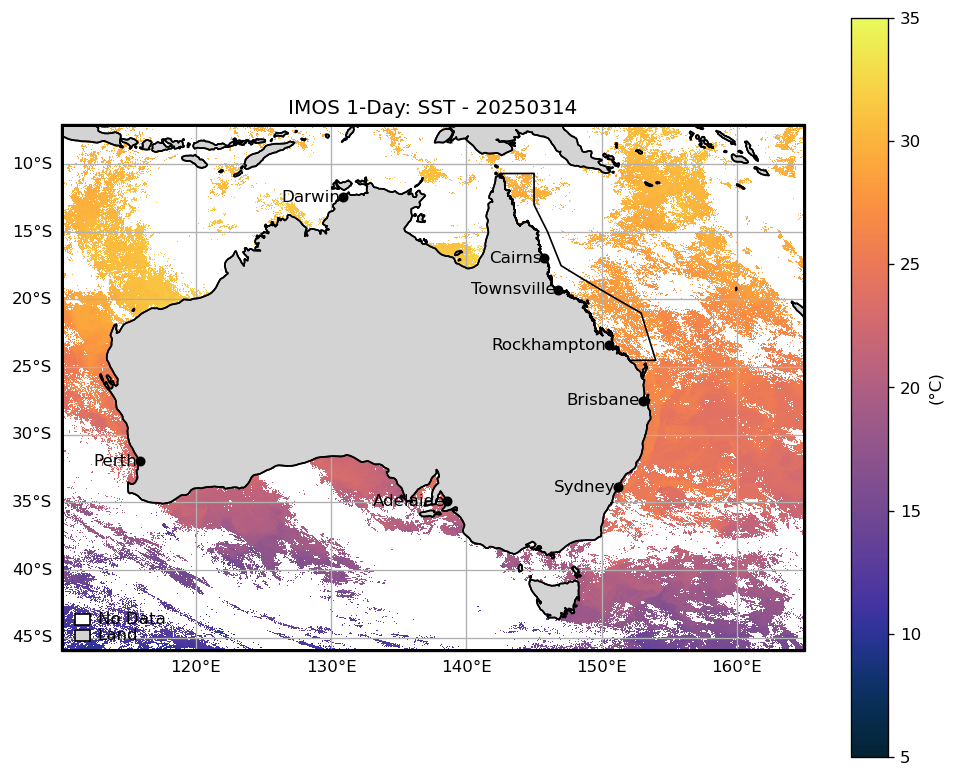 IMOS 1-Day: SST - 20250314
35
30
25
20
15
10
5
(°C)
10°S
15°S
20°S
25°S
30°S
35°S
40°S
45°S
Darwin
Cairns
Townsville
Rockhampton
Brisbane
Perth
Sydney
Adelaide
No Data
Land
120°E
130°E
140°E
150°E
160°E